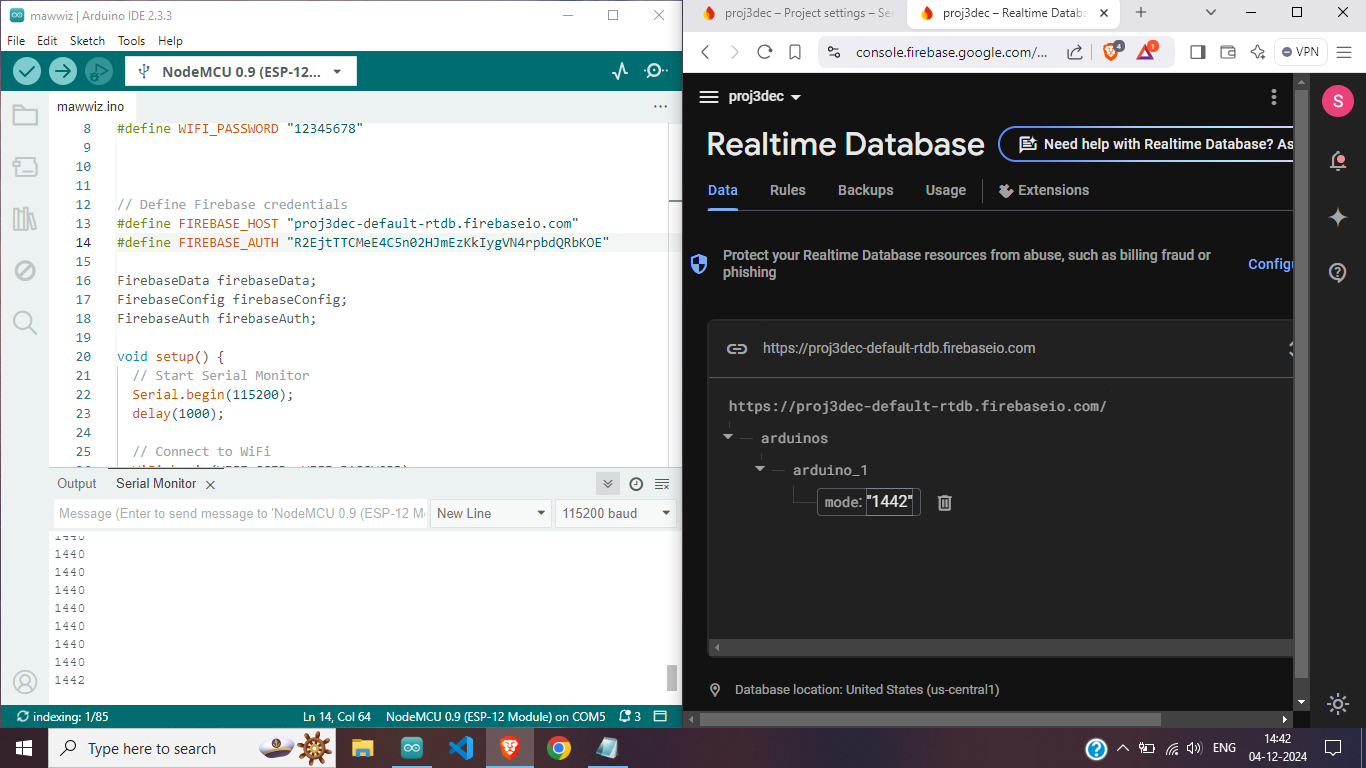 mawwiz | Arduino IDE 2.3.3
File Edit Sketch Tools Help
NodeMCU 0.9 (ESP-12...
mawwiz.ino
8 #define WIFI_PASSWORD "12345678"
9
10
11
12 // Define Firebase credentials
13 #define FIREBASE_HOST "proj3dec-default-rtdb.firebaseio.com"
14 #define FIREBASE_AUTH "R2EjtTTCMeE4C5n02HJmEzKkIygVN4rpbdQRbKOE"
15
16 FirebaseData firebaseData;
17 FirebaseConfig firebaseConfig;
18 FirebaseAuth firebaseAuth;
19
20 void setup() {
21 // Start Serial Monitor
22 Serial.begin(115200);
23 delay(1000);
24
25 // Connect to WiFi
Output Serial Monitor
Message (Enter to send message to 'NodeMCU 0.9 (ESP-12 M
New Line 115200 baud
1440
1440
1440
1440
1440
1440
1440
1440
1442
indexing: 1/85 Ln 14, Col 64 NodeMCU 0.9 (ESP-12 Module) on COM5 3
proj3dec – Project settings – Se
proj3dec – Realtime Databa
console.firebase.google.com/... 4 1 VPN
proj3dec
S
Realtime Database
Need help with Realtime Database? As
Data Rules Backups Usage Extensions
Protect your Realtime Database resources from abuse, such as billing fraud or
phishing
Configu
https://proj3dec-default-rtdb.firebaseio.com
https://proj3dec-default-rtdb.firebaseio.com/
arduinos
arduino_1
mode: "1442"
Database location: United States (us-central1)
Type here to search
ENG
14:42
04-12-2024